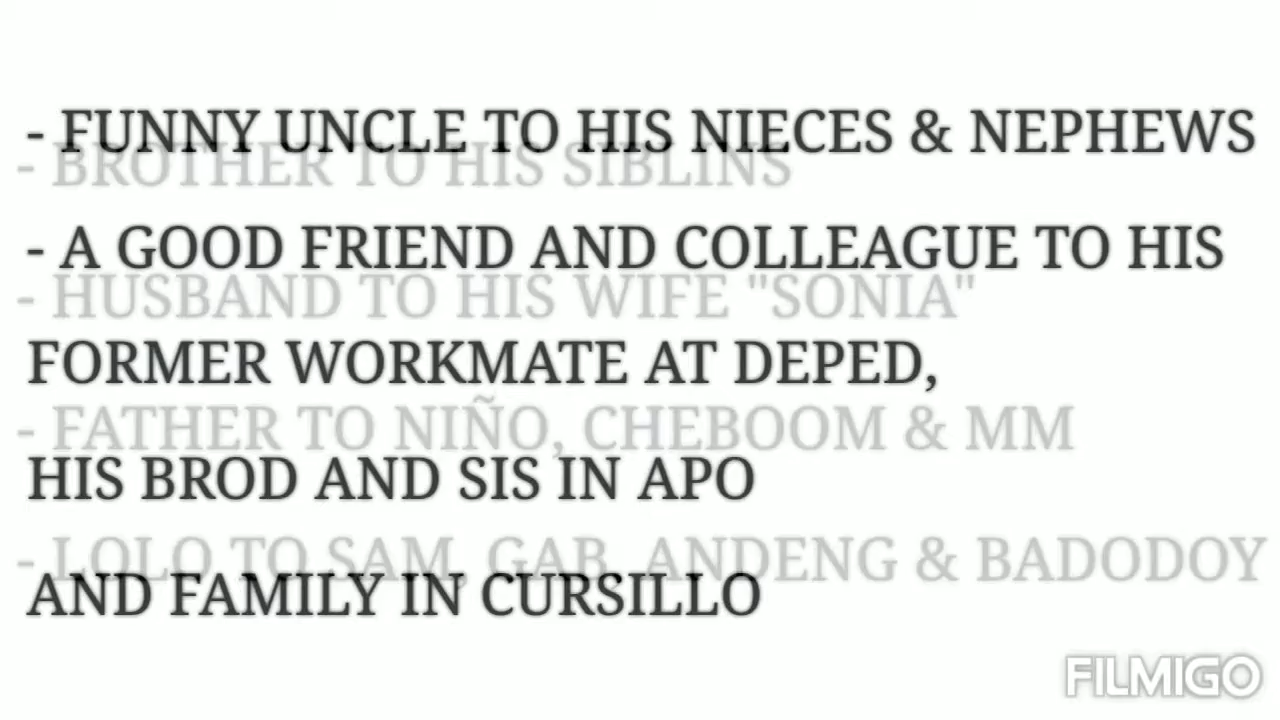 - FUNNY UNCLE TO HIS NIECES & NEPHEWS
- BROTHER TO HIS SIBLINS
- A GOOD FRIEND AND COLLEAGUE TO HIS
- HUSBAND TO HIS WIFE "SONIA"
FORMER WORKMATE AT DEPED,
- FATHER TO NIÑO, CHEBOOM & MM
HIS BROD AND SIS IN APO
- LOLO TO SAM, GAB, ANDENG & BADODOY
AND FAMILY IN CURSILLO
FILMIGO